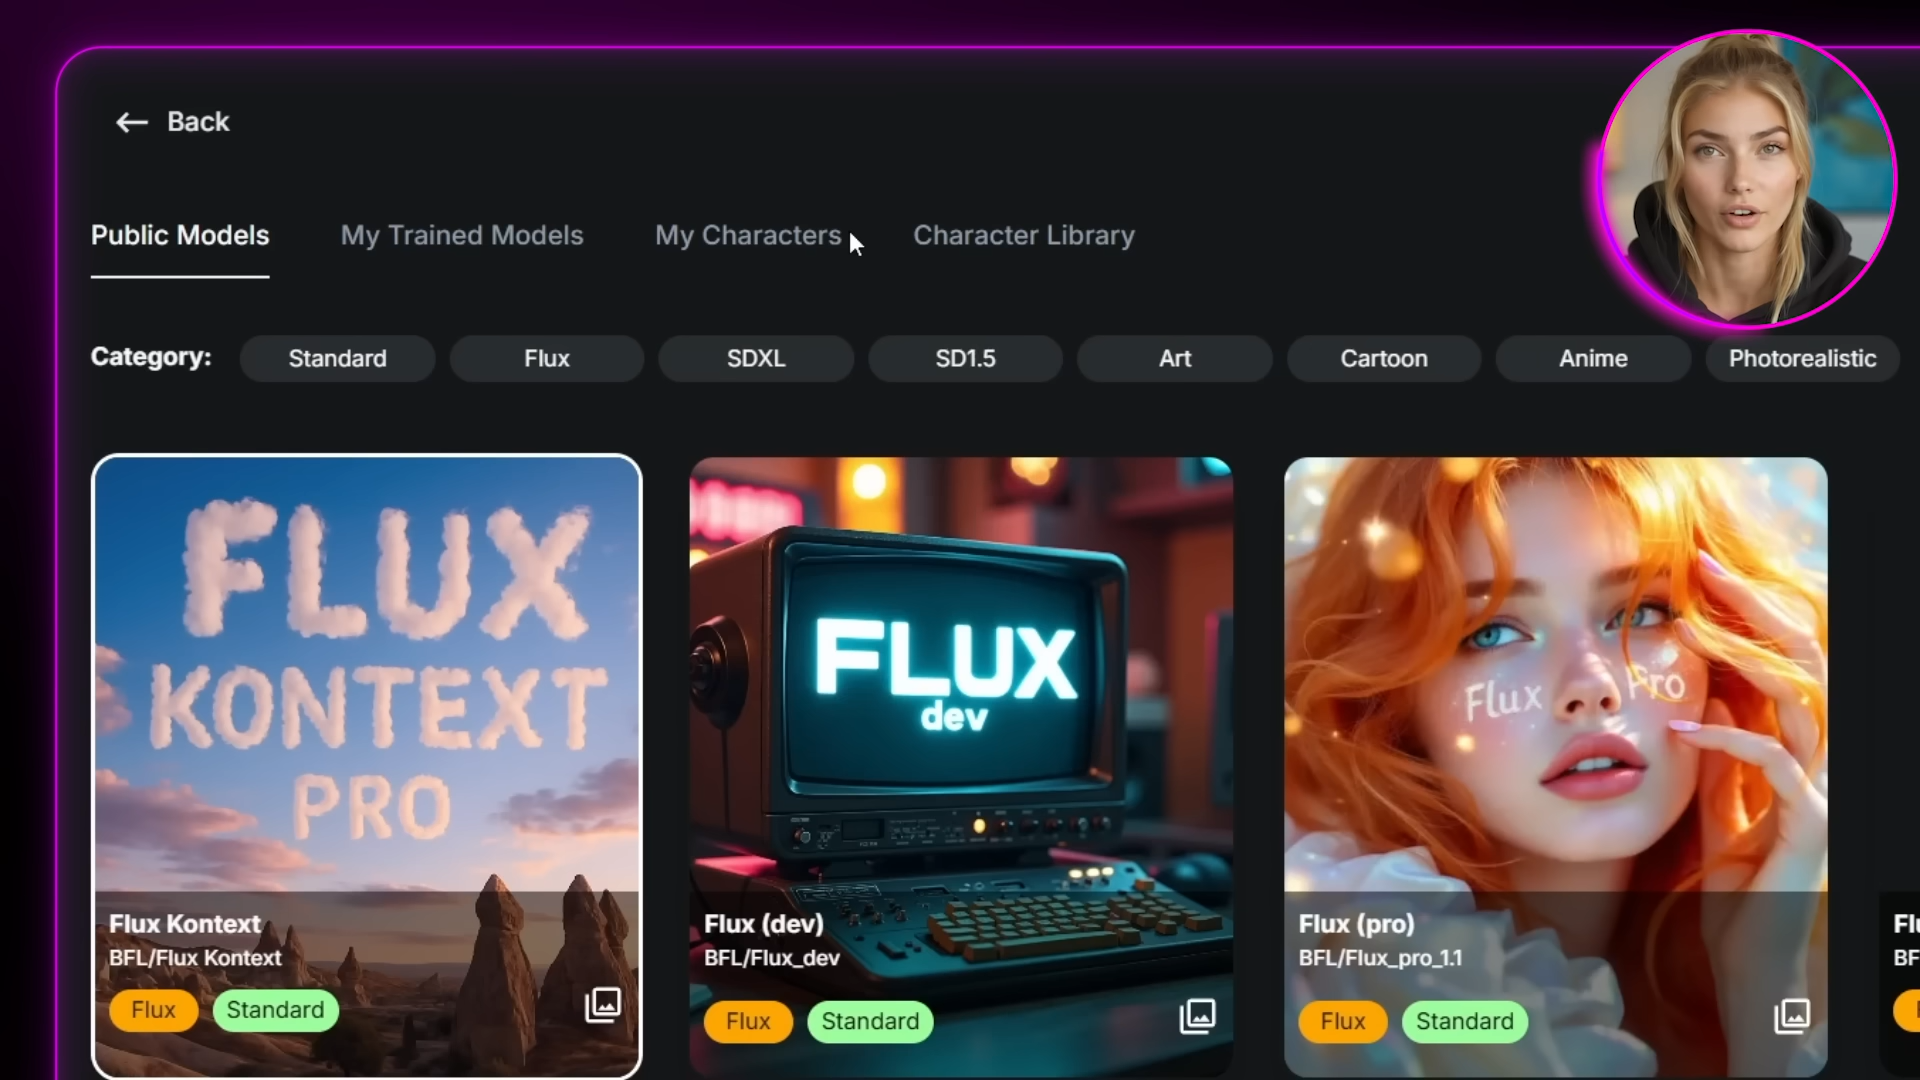 Back
Public Models
My Trained Models
My Characters
Character Library
Category:
Standard
Flux
SDXL
SD1.5
Art
Cartoon
Anime
Photorealistic
FLUX
KONTEXT
PRO
Flux Kontext
BFL/Flux Kontext
Flux
Standard
FLUX
dev
Flux (dev)
BFL/Flux_dev
Flux
Standard
Flux Pro
Flux (pro)
BFL/Flux_pro_1.1
Flux
Standard